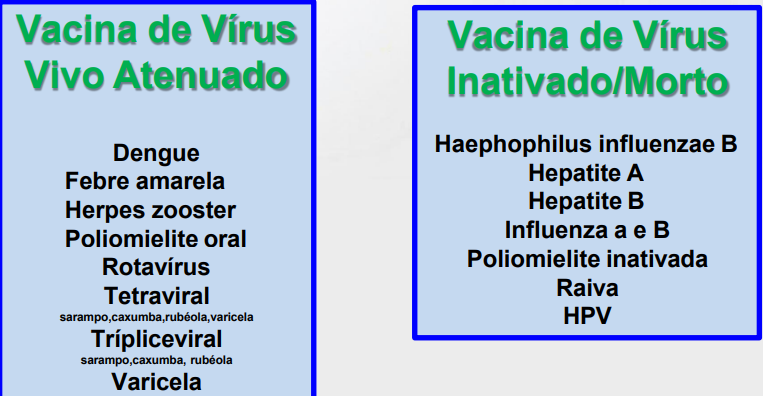 Vacina de Vírus
Vivo Atenuado
Dengue
Febre amarela
Herpes zooster
Poliomielite oral
Rotavírus
Tetraviral
sarampo,caxumba,rubéola,varicela
Trípliceviral
sarampo,caxumba, rubéola
Varicela
Vacina de Vírus
Inativado/Morto
Haephophilus influenzae B
Hepatite A
Hepatite B
Influenza a e B
Poliomielite inativada
Raiva
HPV